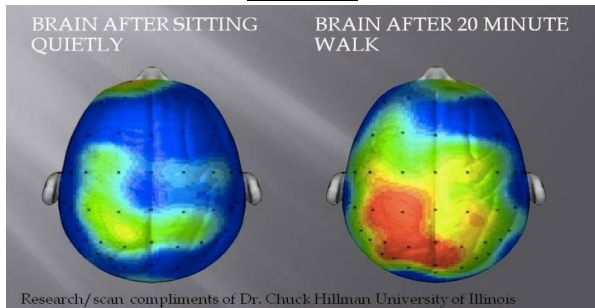 BRAIN AFTER SITTING
QUIETLY
BRAIN AFTER 20 MINUTE
WALK
Research/scan compliments of Dr. Chuck Hillman University of Illinois